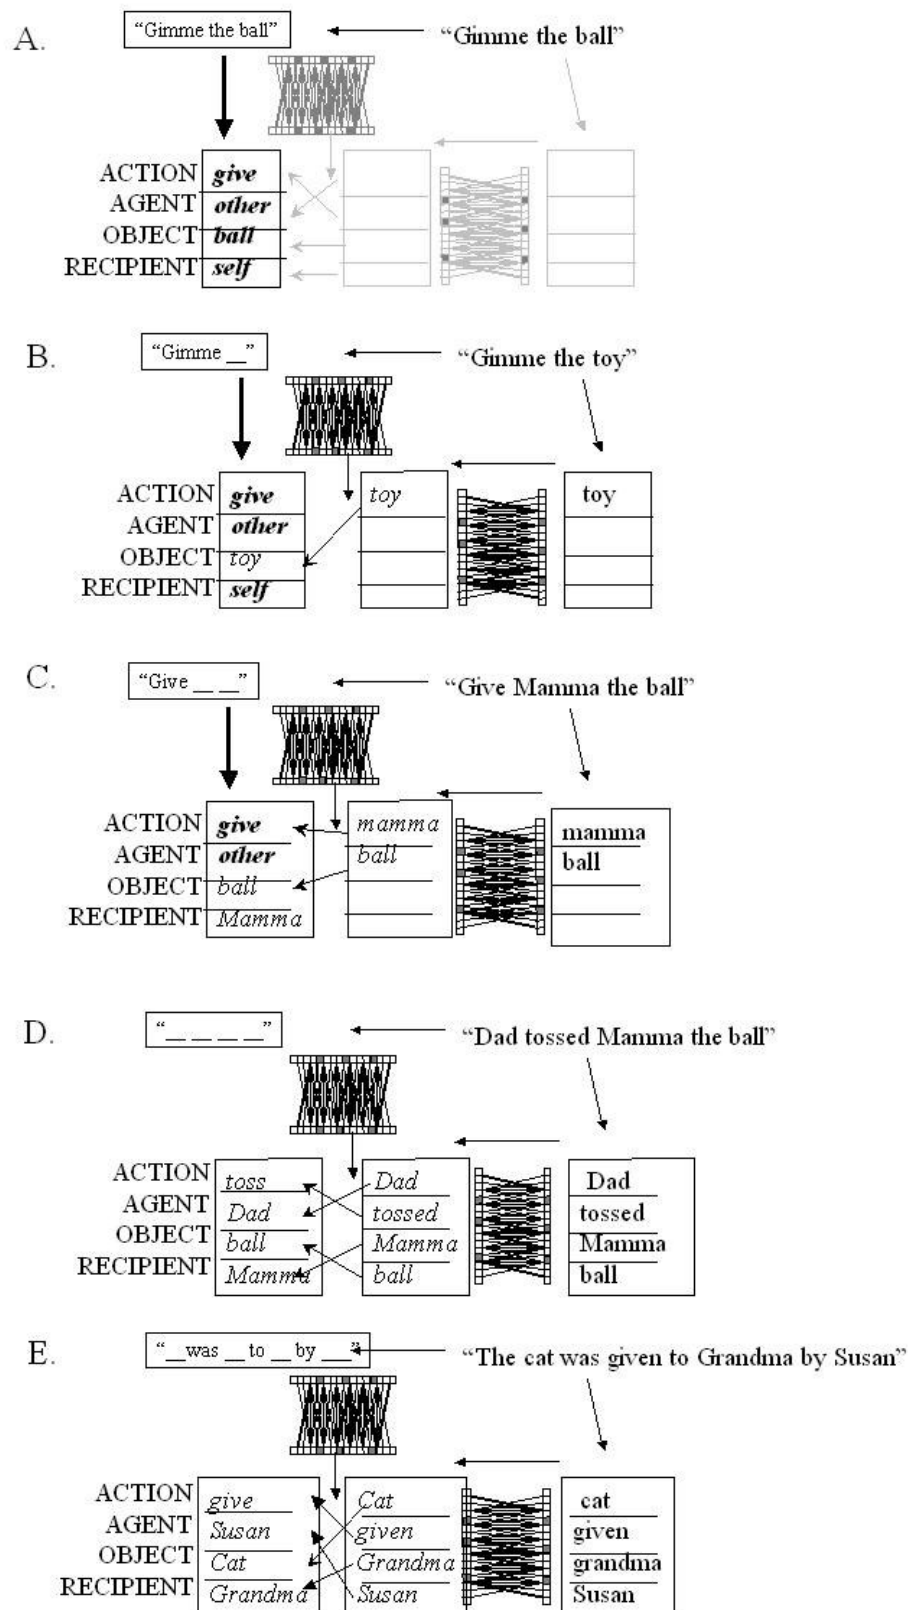 A.
“Gimme the ball” “Gimme the ball”
ACTION give
AGENT other
OBJECT ball
RECIPIENT self
B.
“Gimme __” “Gimme the toy”
ACTION give toy toy
AGENT other
OBJECT toy
RECIPIENT self
C.
“Give __ __” “Give Mamma the ball”
ACTION give mamma mamma
AGENT other ball ball
OBJECT ball
RECIPIENT Mamma
D.
“__ __ __ __” “Dad tossed Mamma the ball”
ACTION toss Dad Dad
AGENT Dad tossed tossed
OBJECT ball Mamma Mamma
RECIPIENT Mamma ball ball
E.
“__was __to __by ___” “The cat was given to Grandma by Susan”
ACTION give Cat cat
AGENT Susan given given
OBJECT Cat Grandma grandma
RECIPIENT Grandma Susan Susan